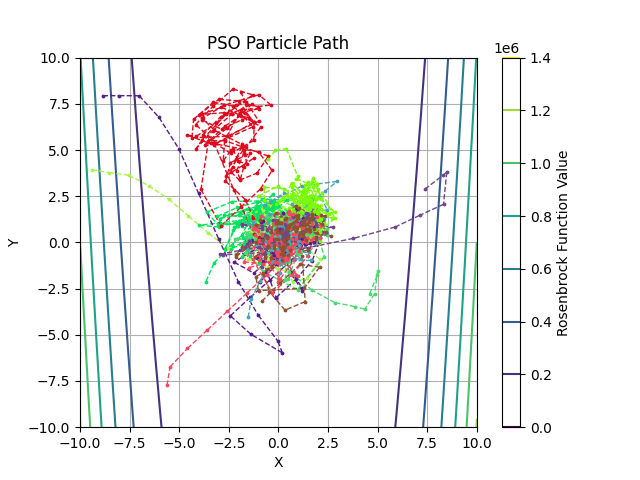 PSO Particle Path
1e6
10.0
7.5
5.0
2.5
0.0
−2.5
−5.0
−7.5
−10.0
Y
−10.0 −7.5 −5.0 −2.5 0.0 2.5 5.0 7.5 10.0
X
1.4
1.2
1.0
0.8
0.6
0.4
0.2
0.0
Rosenbrock Function Value